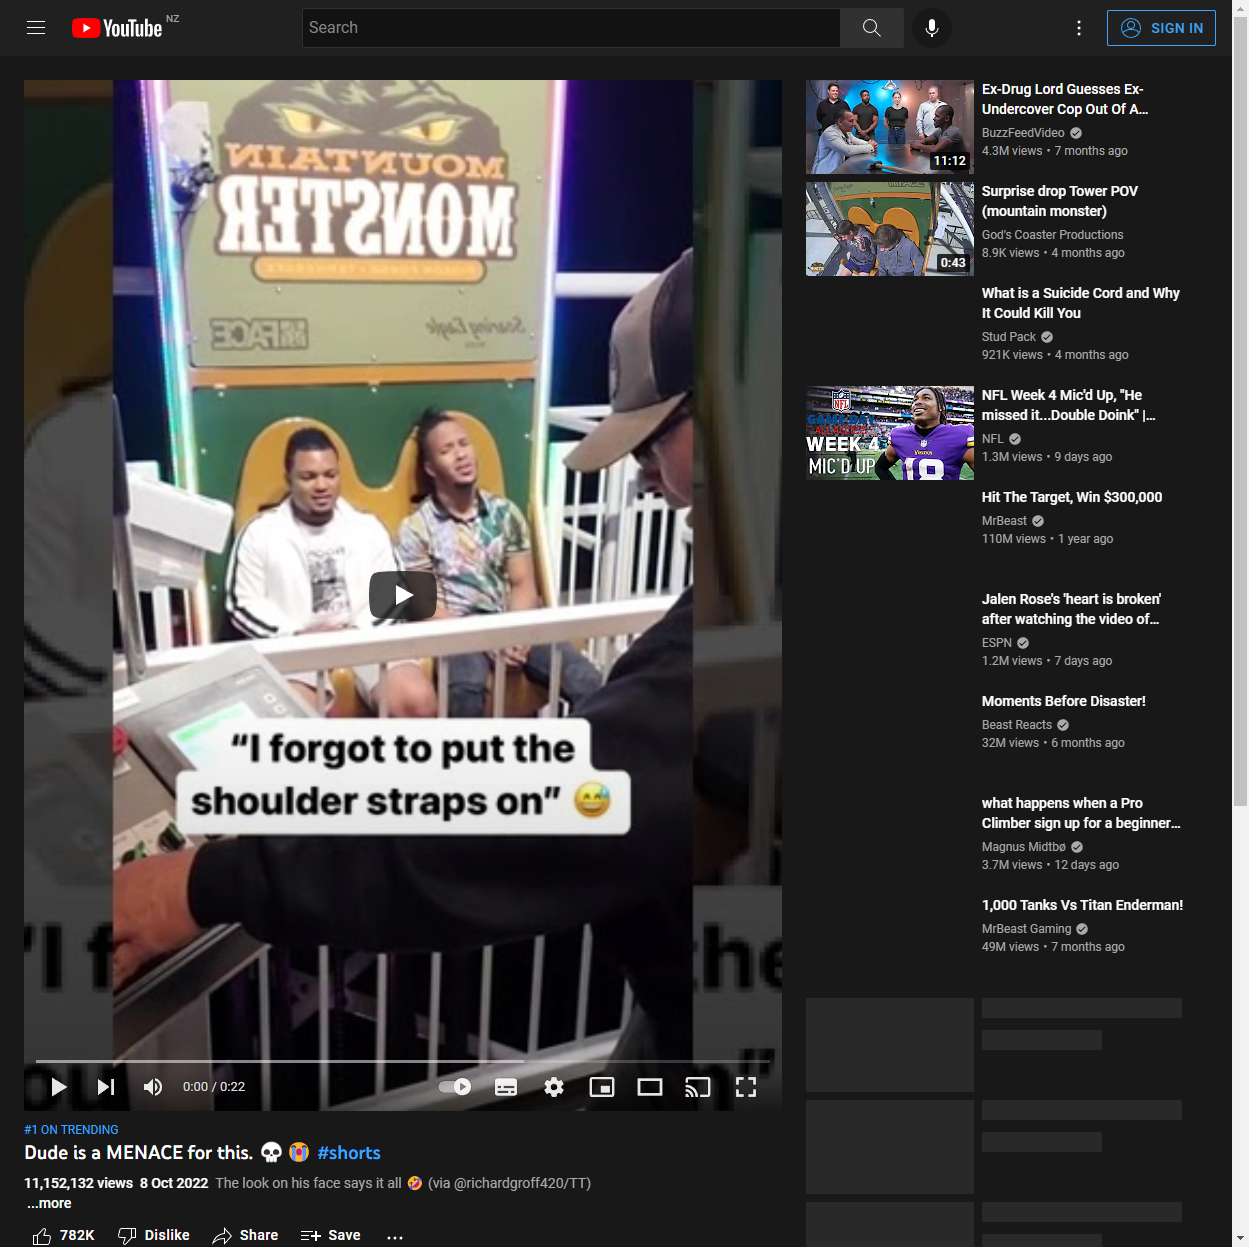 YouTube NZ
Search
SIGN IN
MOUNTAIN
MONSTER
THE FACE
Soaring Eagle
"I forgot to put the
shoulder straps on" 😅
0:00 / 0:22
#1 ON TRENDING
Dude is a MENACE for this. 💀 😭 #shorts
11,152,132 views 8 Oct 2022 The look on his face says it all 🤣 (via @richardgroff420/TT)
...more
782K Dislike Share Save ...
11:12
Ex-Drug Lord Guesses Ex-
Undercover Cop Out Of A...
BuzzFeedVideo
4.3M views • 7 months ago
0:43
Surprise drop Tower POV
(mountain monster)
God's Coaster Productions
8.9K views • 4 months ago
What is a Suicide Cord and Why
It Could Kill You
Stud Pack
921K views • 4 months ago
NFL
GAMEDAY
ALL-ACCESS
WEEK 4
MIC'D UP
VIKINGS
18
NFL Week 4 Mic'd Up, "He
missed it...Double Doink" |...
NFL
1.3M views • 9 days ago
Hit The Target, Win $300,000
MrBeast
110M views • 1 year ago
Jalen Rose's 'heart is broken'
after watching the video of...
ESPN
1.2M views • 7 days ago
Moments Before Disaster!
Beast Reacts
32M views • 6 months ago
what happens when a Pro
Climber sign up for a beginner...
Magnus Midtbø
3.7M views • 12 days ago
1,000 Tanks Vs Titan Enderman!
MrBeast Gaming
49M views • 7 months ago